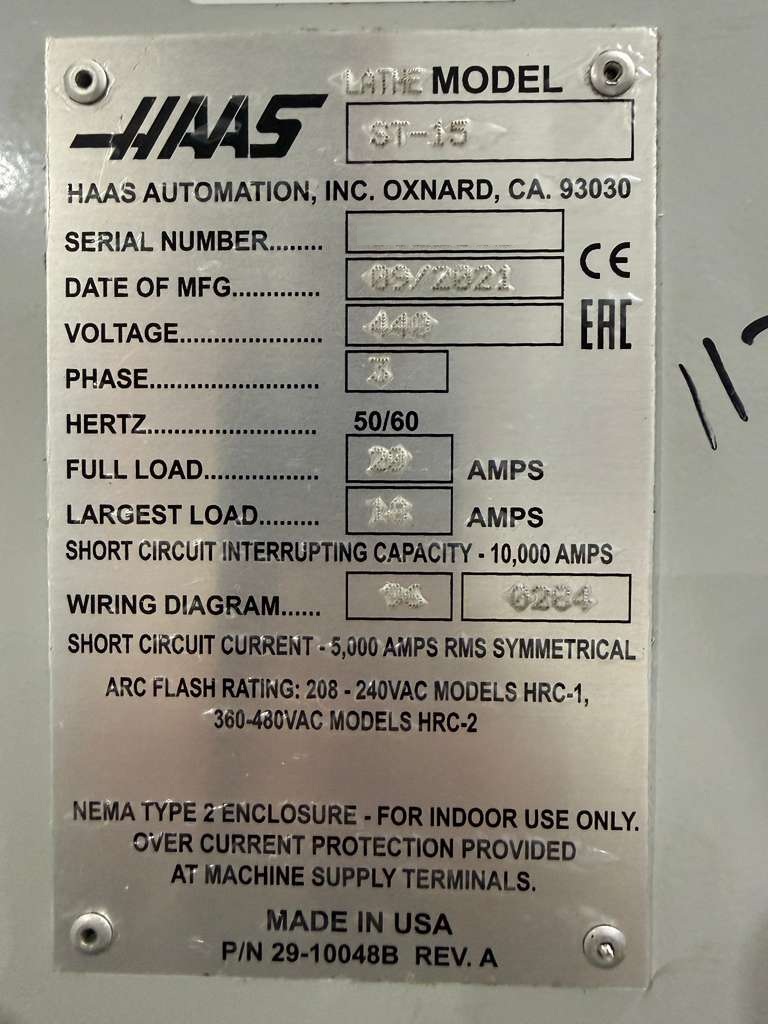 HAAS
LATHE MODEL
ST-15
HAAS AUTOMATION, INC. OXNARD, CA. 93030
SERIAL NUMBER........
DATE OF MFG............. 09/2021
VOLTAGE...................... 440
PHASE.......................... 3
HERTZ.......................... 50/60
FULL LOAD.................. 20 AMPS
LARGEST LOAD......... AMPS
SHORT CIRCUIT INTERRUPTING CAPACITY - 10,000 AMPS
WIRING DIAGRAM...... 0284
SHORT CIRCUIT CURRENT - 5,000 AMPS RMS SYMMETRICAL
ARC FLASH RATING: 208 - 240VAC MODELS HRC-1,
360-480VAC MODELS HRC-2
NEMA TYPE 2 ENCLOSURE - FOR INDOOR USE ONLY.
OVER CURRENT PROTECTION PROVIDED
AT MACHINE SUPPLY TERMINALS.
MADE IN USA
P/N 29-10048B REV. A
CE
EAC